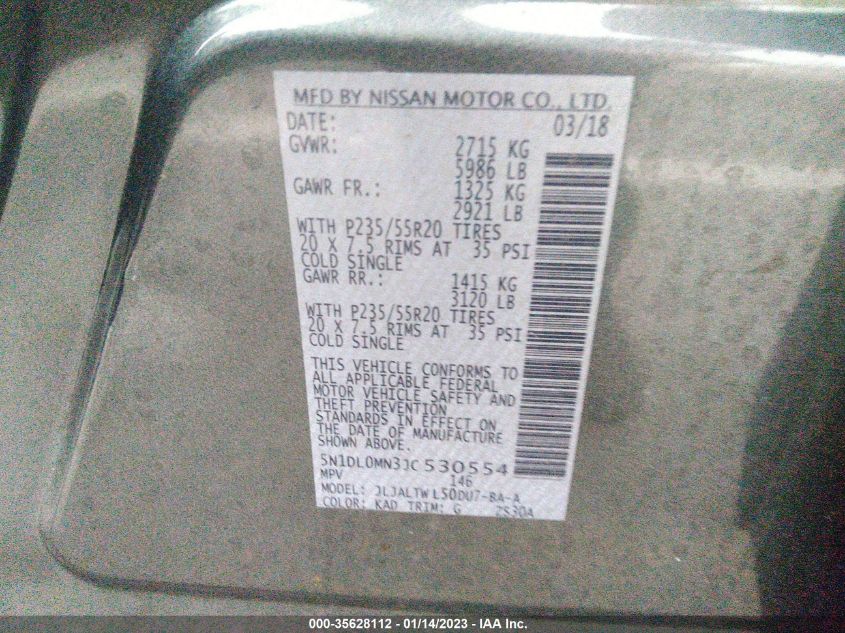 MFD BY NISSAN MOTOR CO., LTD.
DATE: 03/18
GVWR: 2715 KG
5986 LB
GAWR FR.: 1325 KG
2921 LB
WITH P235/55R20 TIRES
20 X 7.5 RIMS AT 35 PSI
COLD SINGLE
GAWR RR.: 1415 KG
3120 LB
WITH P235/55R20 TIRES
20 X 7.5 RIMS AT 35 PSI
COLD SINGLE
THIS VEHICLE CONFORMS TO
ALL APPLICABLE FEDERAL
MOTOR VEHICLE SAFETY AND
THEFT PREVENTION
STANDARDS IN EFFECT ON
THE DATE OF MANUFACTURE
SHOWN ABOVE.
5N1DL0MN3JC530554
MPV 146
MODEL: JLJALTWL50DU7-BA-A
COLOR: KAD TRIM: G 2S30A
000-35628112 - 01/14/2023 - IAA Inc.